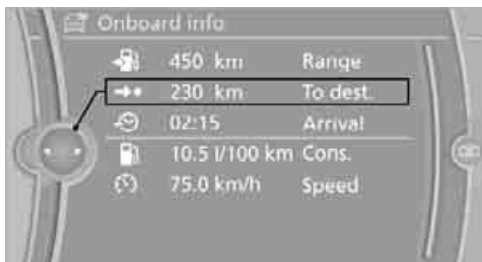 Onboard info
450 km Range
230 km To dest.
02:15 Arrival
10.5 l/100 km Cons.
75.0 km/h Speed